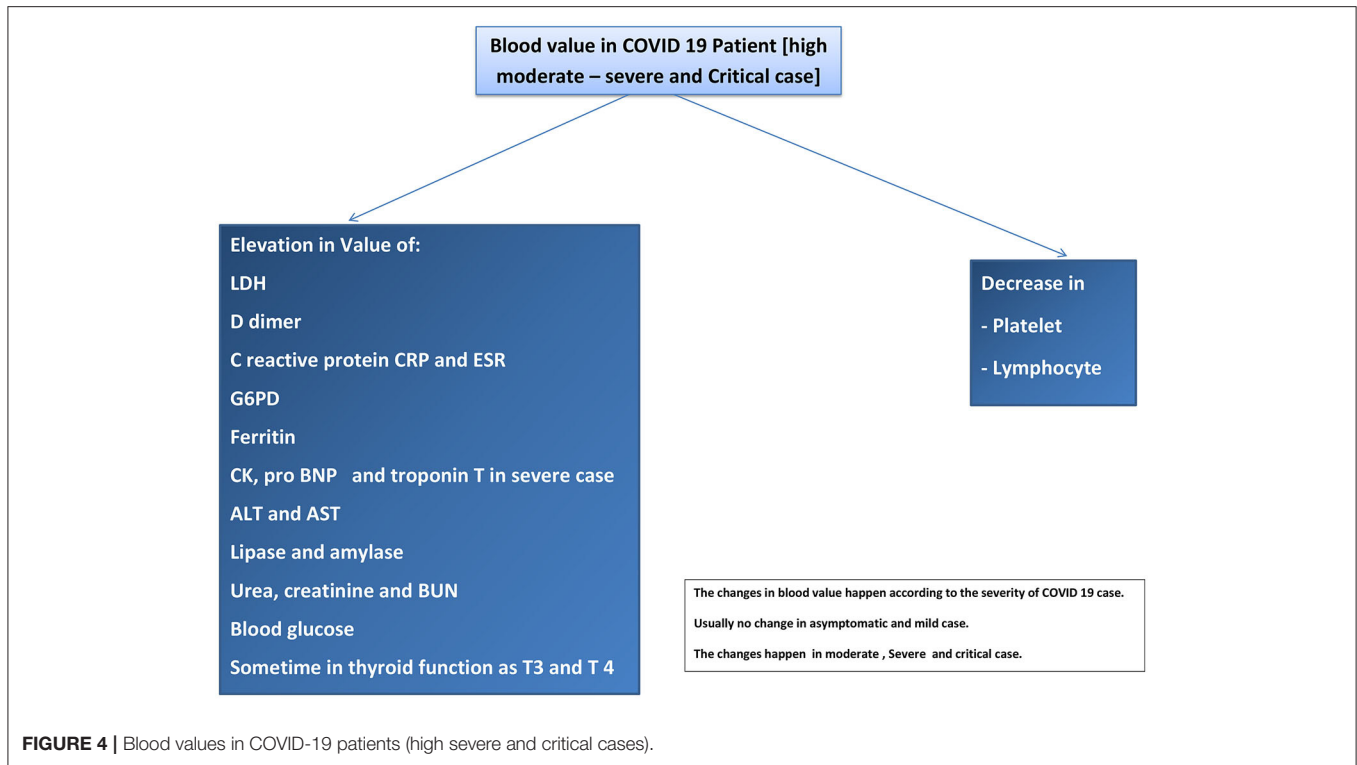 Blood value in COVID 19 Patient [high
moderate – severe and Critical case]
Elevation in Value of:
LDH
D dimer
C reactive protein CRP and ESR
G6PD
Ferritin
CK, pro BNP and troponin T in severe case
ALT and AST
Lipase and amylase
Urea, creatinine and BUN
Blood glucose
Sometime in thyroid function as T3 and T 4
Decrease in
- Platelet
- Lymphocyte
The changes in blood value happen according to the severity of COVID 19 case.
Usually no change in asymptomatic and mild case.
The changes happen in moderate , Severe and critical case.
FIGURE 4 | Blood values in COVID-19 patients (high severe and critical cases).